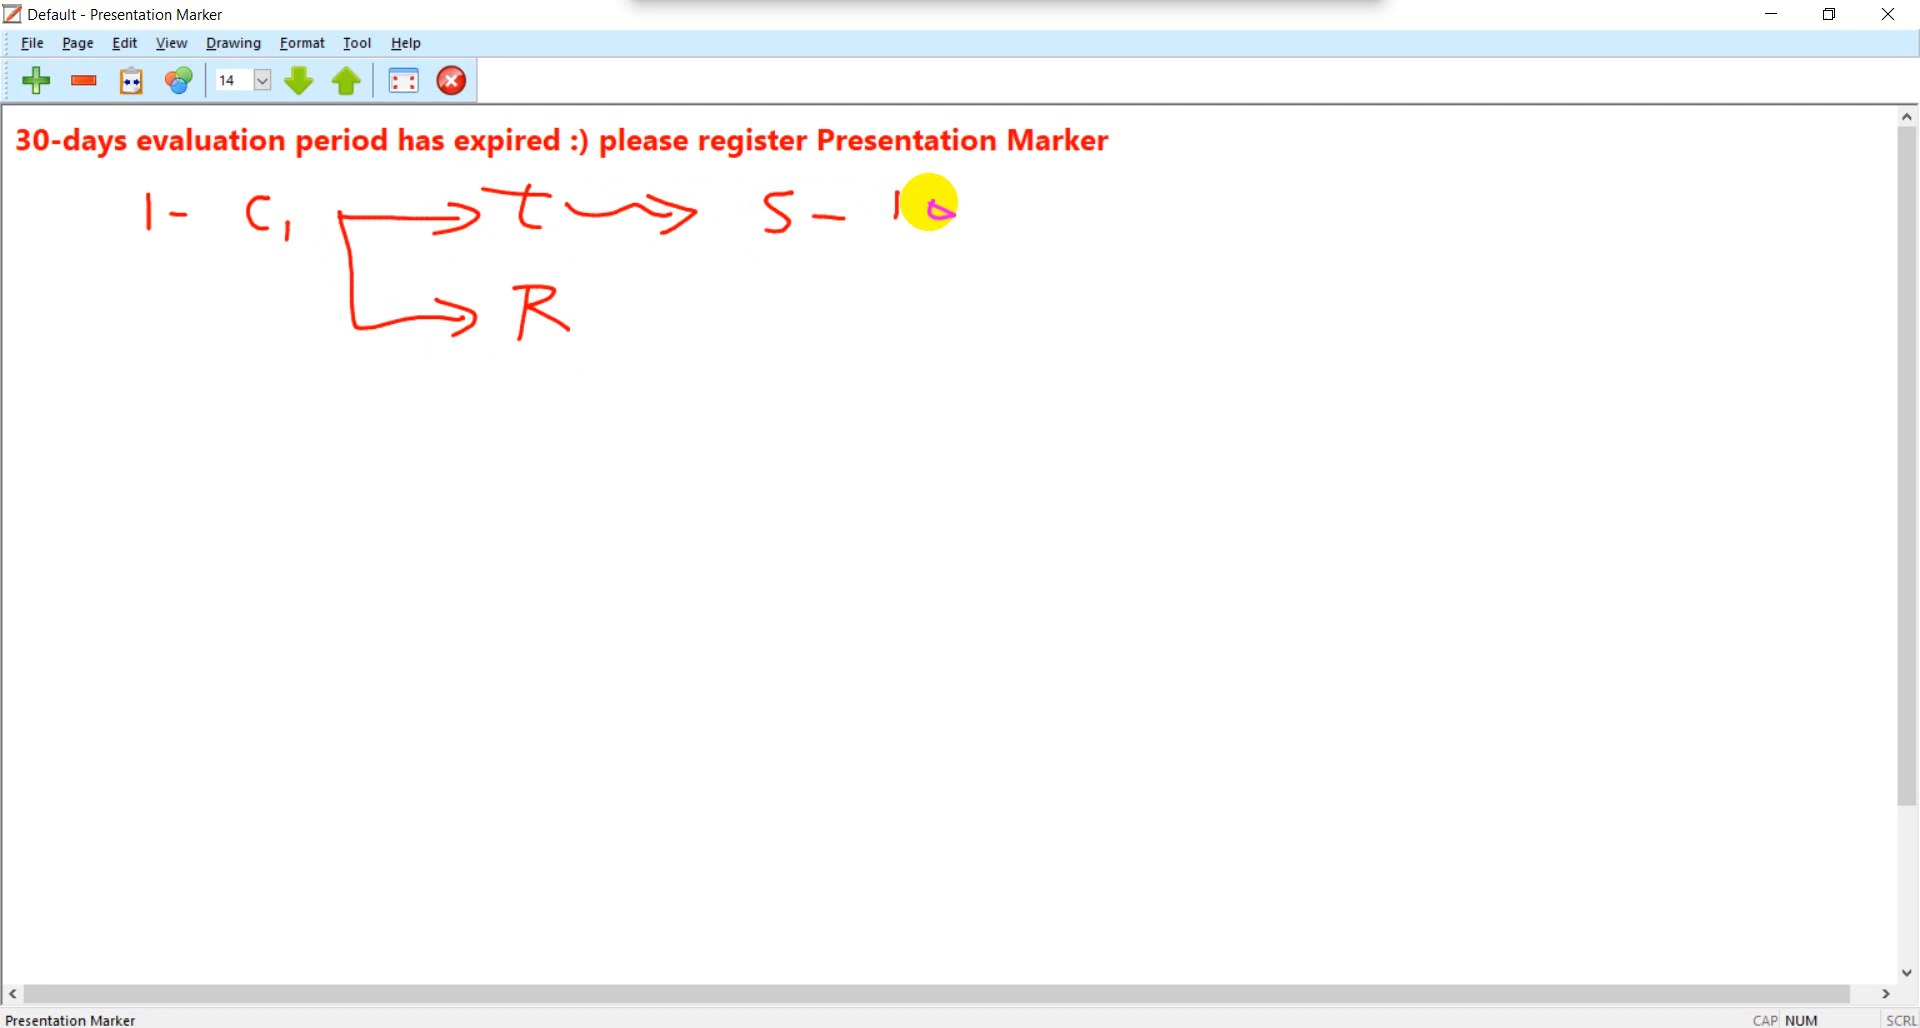 Default - Presentation Marker
File Page Edit View Drawing Format Tool Help
14
30-days evaluation period has expired :) please register Presentation Marker
1- C1 t S - 1
R
Presentation Marker CAP NUM SCRL